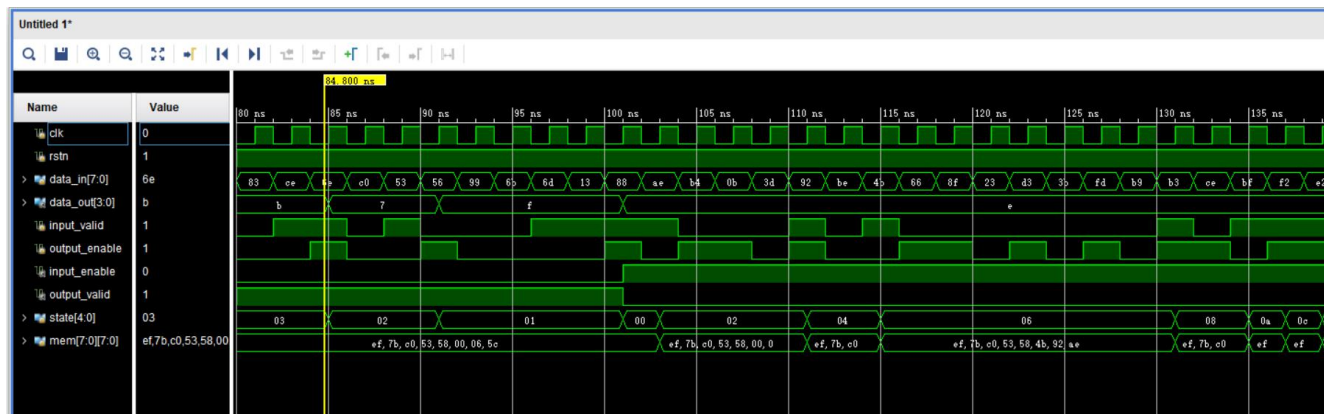 Untitled 1*
84.800 ns
Name Value
80 ns 85 ns 90 ns 95 ns 100 ns 105 ns 110 ns 115 ns 120 ns 125 ns 130 ns 135 ns
clk 0
rstn 1
data_in[7:0] 6e 83 ce 6e c0 53 56 99 6b 6d 13 88 ae b4 0b 3d 92 be 4b 66 8f 23 d3 3b fd b9 b3 ce bf f2
data_out[3:0] b b 7 f e
input_valid 1
output_enable 1
input_enable 0
output_valid 1
state[4:0] 03 03 02 01 00 02 04 06 08 0a 0c
mem[7:0][7:0] ef,7b,c0,53,58,00 ef, 7b, c0, 53, 58, 00, 06, 5c ef, 7b, c0, 53, 58, 00, 0 ef, 7b, c0 ef, 7b, c0, 53, 58, 4b, 92, ae ef, 7b, c0 ef ef